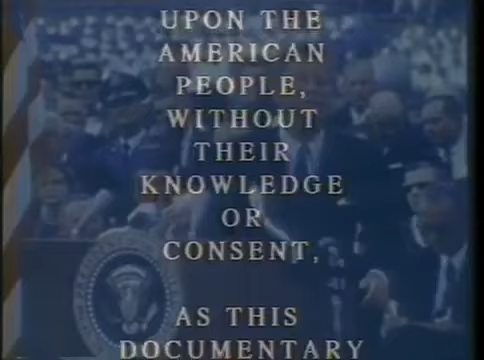 UPON THE
AMERICAN
PEOPLE,
WITHOUT
THEIR
KNOWLEDGE
OR
CONSENT,
AS THIS
DOCUMENTARY